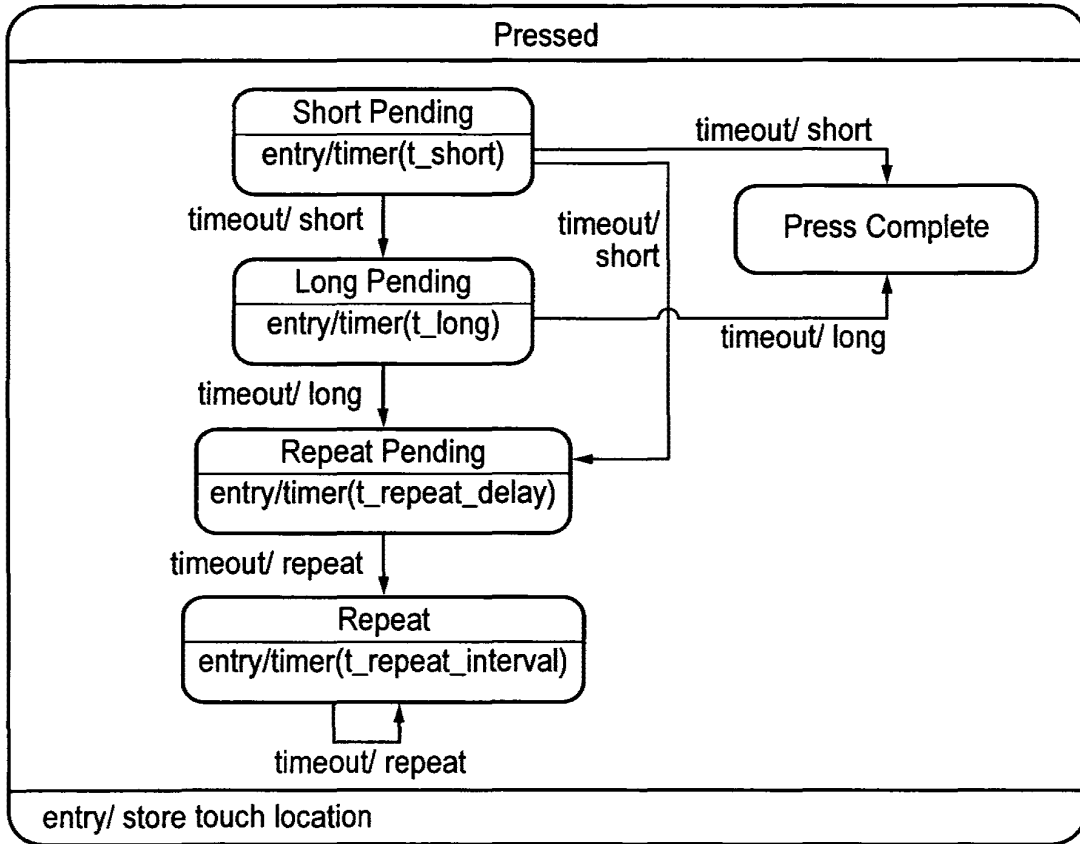 Pressed
Short Pending
entry/timer(t_short)
timeout/ short
timeout/ short
timeout/
short
Press Complete
Long Pending
entry/timer(t_long)
timeout/ long
timeout/ long
Repeat Pending
entry/timer(t_repeat_delay)
timeout/ repeat
Repeat
entry/timer(t_repeat_interval)
timeout/ repeat
entry/ store touch location